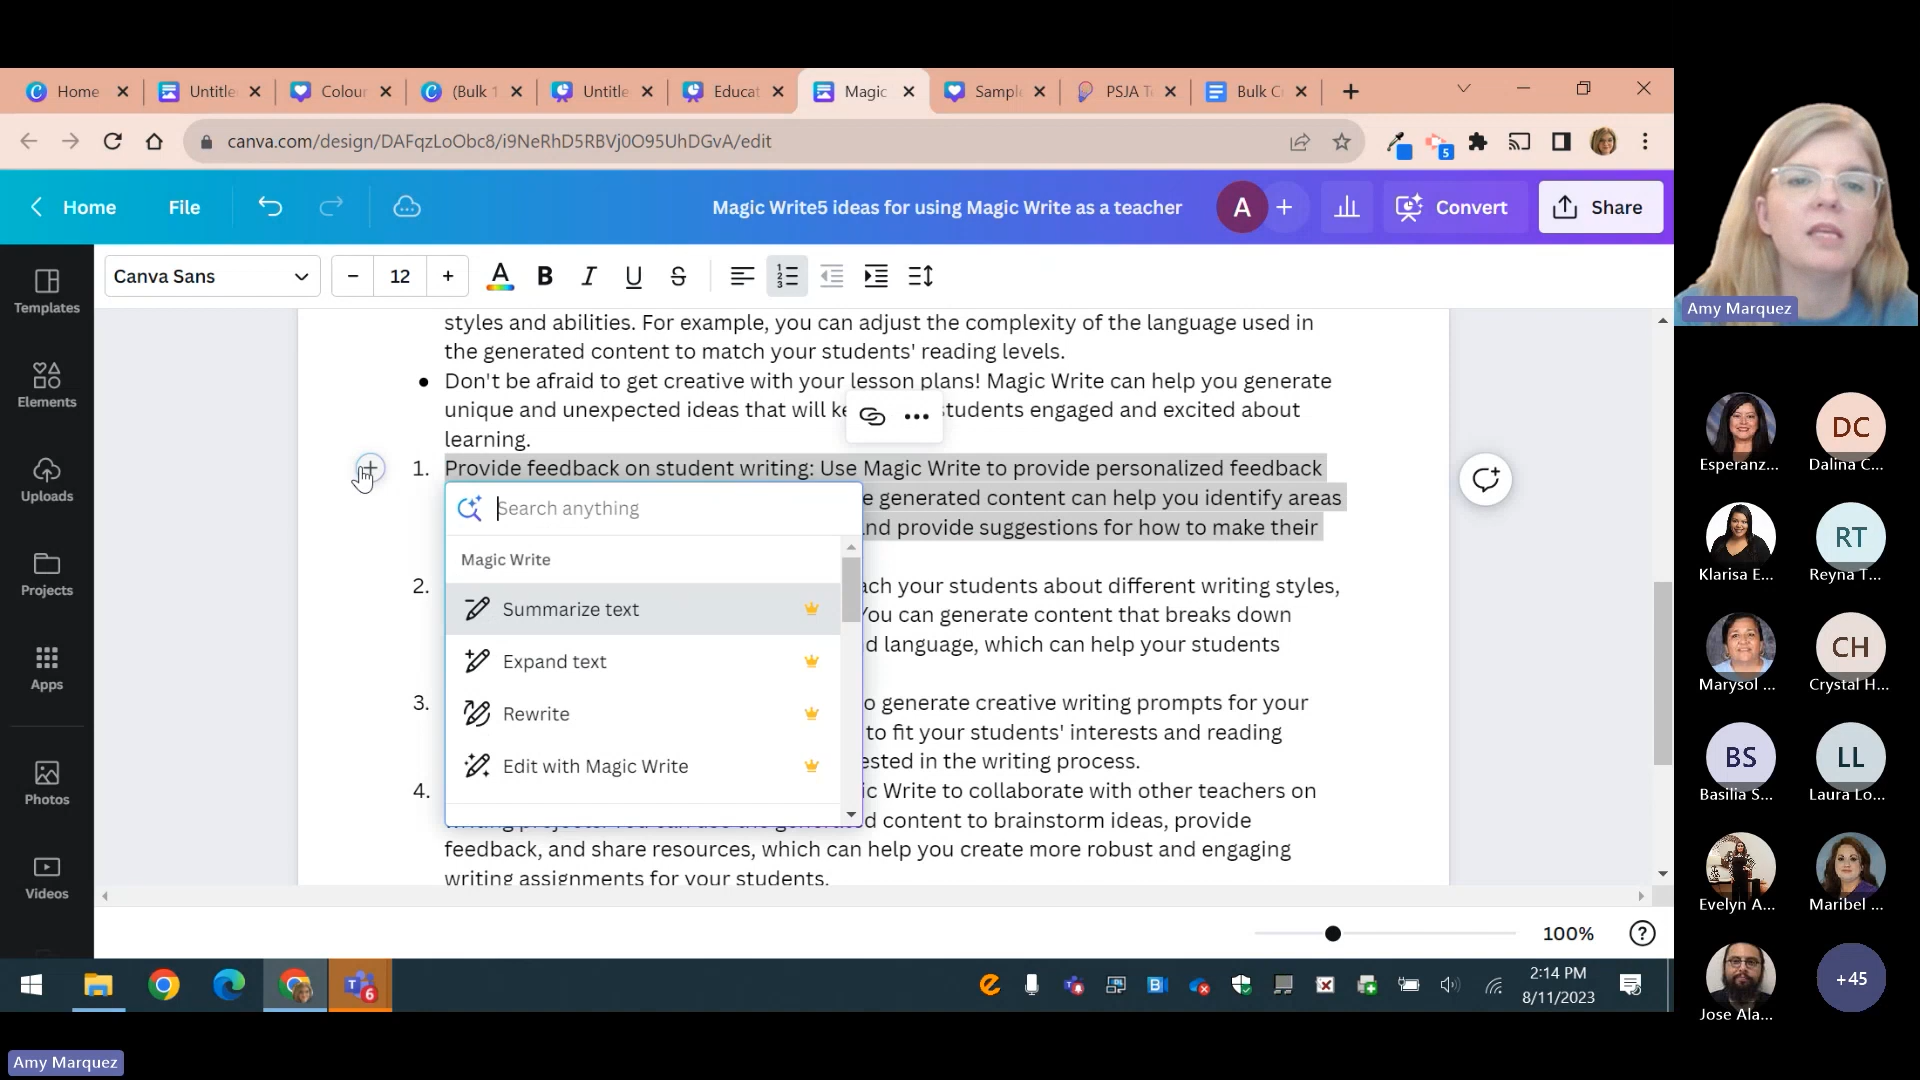 Home
Untitle
Colour
(Bulk 1
Untitle
Educat
Magic
Sample
PSJA T
Bulk C
canva.com/design/DAFqzLoObc8/i9NeRhD5RBVj0O95UhDGvA/edit
5
Home
File
Magic Write5 ideas for using Magic Write as a teacher
A
Convert
Share
Canva Sans
12
A
B
I
U
S
Templates
Elements
Uploads
Projects
Apps
Photos
Videos
styles and abilities. For example, you can adjust the complexity of the language used in
the generated content to match your students' reading levels.
Don't be afraid to get creative with your lesson plans! Magic Write can help you generate
unique and unexpected ideas that will ke students engaged and excited about
learning.
1. Provide feedback on student writing: Use Magic Write to provide personalized feedback
e generated content can help you identify areas
nd provide suggestions for how to make their
2. ach your students about different writing styles,
You can generate content that breaks down
d language, which can help your students
3. o generate creative writing prompts for your
to fit your students' interests and reading
ested in the writing process.
4. ic Write to collaborate with other teachers on
d content to brainstorm ideas, provide
feedback, and share resources, which can help you create more robust and engaging
writing assignments for your students.
Search anything
Magic Write
Summarize text
Expand text
Rewrite
Edit with Magic Write
100%
?
6
2:14 PM
8/11/2023
Amy Marquez
Esperanz...
DC
Dalina C...
Klarisa E...
RT
Reyna T...
Marysol ...
CH
Crystal H...
BS
Basilia S...
LL
Laura Lo...
Evelyn A...
Maribel ...
Jose Ala...
+45
Amy Marquez